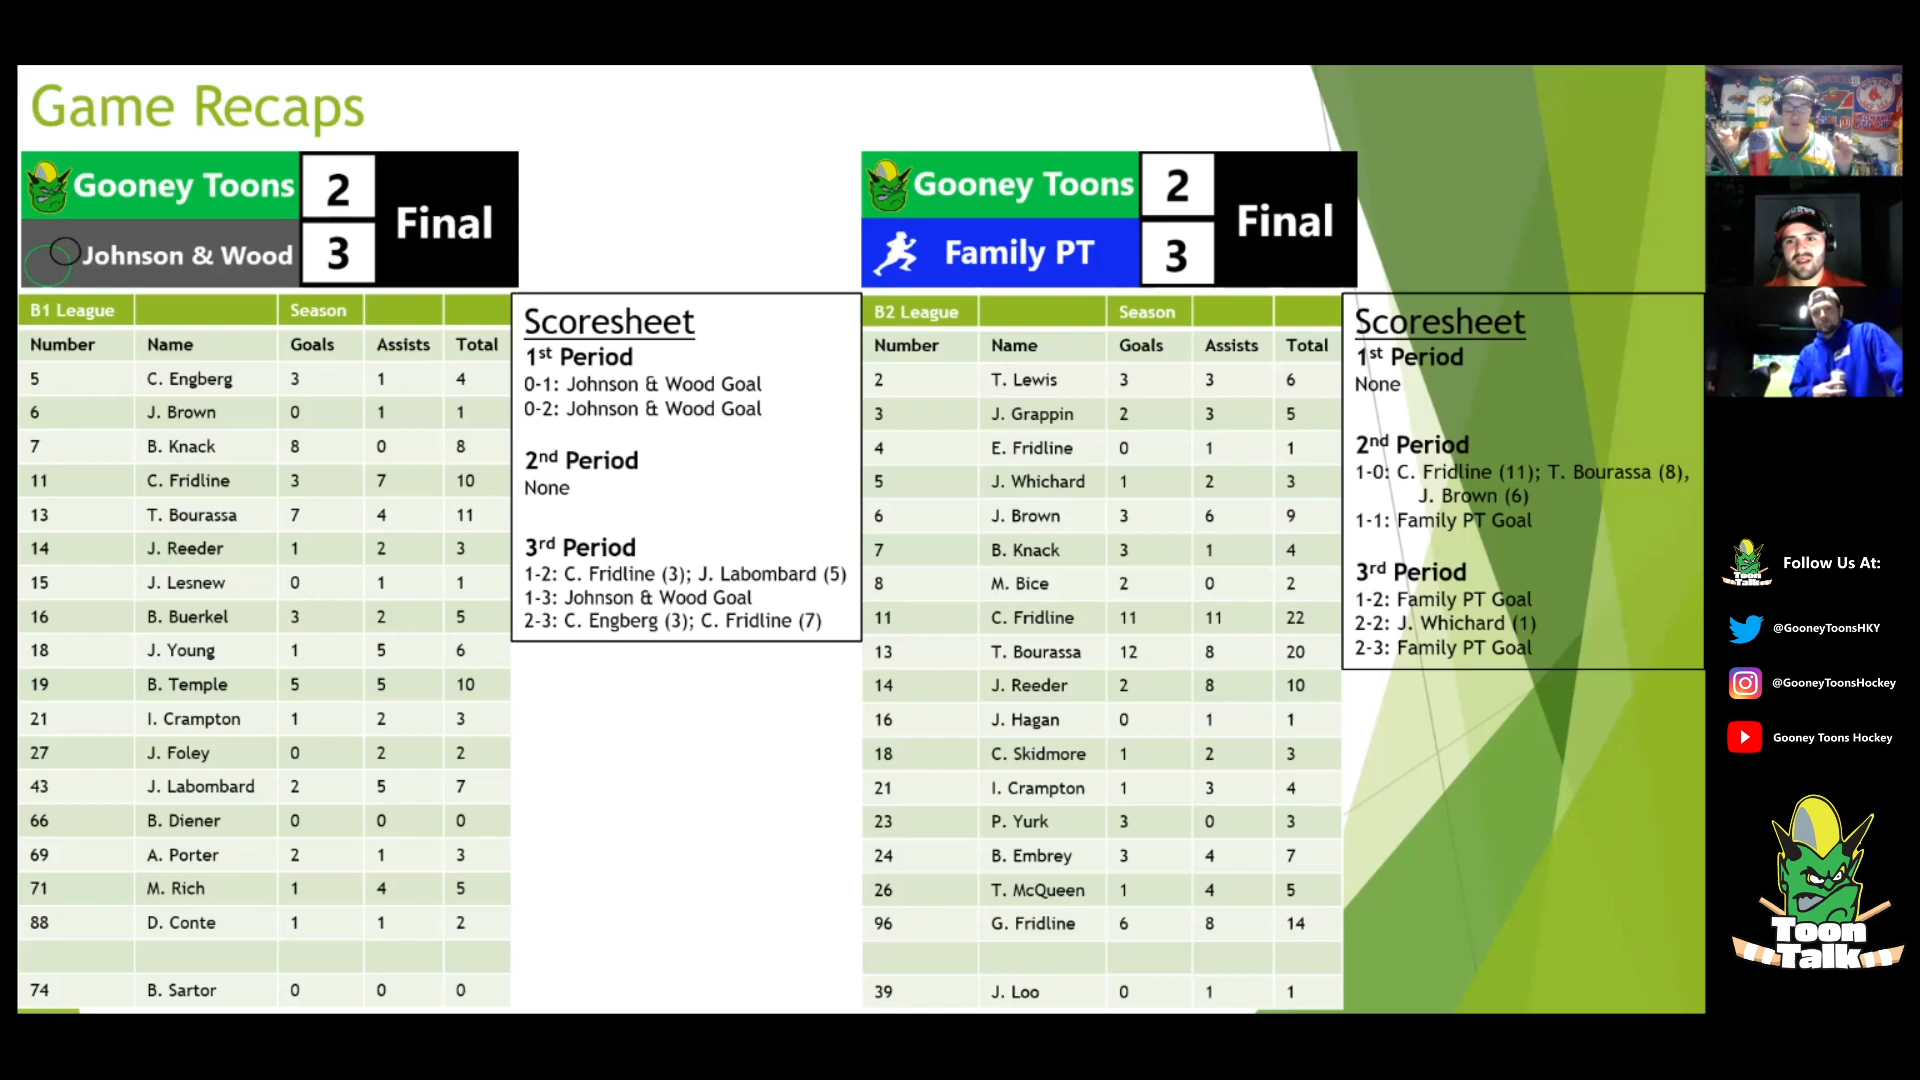 Game Recaps
Gooney Toons 2
Johnson & Wood 3
Final
B1 League Season
Number Name Goals Assists Total
5 C. Engberg 3 1 4
6 J. Brown 0 1 1
7 B. Knack 8 0 8
11 C. Fridline 3 7 10
13 T. Bourassa 7 4 11
14 J. Reeder 1 2 3
15 J. Lesnew 0 1 1
16 B. Buerkel 3 2 5
18 J. Young 1 5 6
19 B. Temple 5 5 10
21 I. Crampton 1 2 3
27 J. Foley 0 2 2
43 J. Labombard 2 5 7
66 B. Diener 0 0 0
69 A. Porter 2 1 3
71 M. Rich 1 4 5
88 D. Conte 1 1 2
74 B. Sartor 0 0 0
Scoresheet
1st Period
0-1: Johnson & Wood Goal
0-2: Johnson & Wood Goal
2nd Period
None
3rd Period
1-2: C. Fridline (3); J. Labombard (5)
1-3: Johnson & Wood Goal
2-3: C. Engberg (3); C. Fridline (7)
Gooney Toons 2
Family PT 3
Final
B2 League Season
Number Name Goals Assists Total
2 T. Lewis 3 3 6
3 J. Grappin 2 3 5
4 E. Fridline 0 1 1
5 J. Whichard 1 2 3
6 J. Brown 3 6 9
7 B. Knack 3 1 4
8 M. Bice 2 0 2
11 C. Fridline 11 11 22
13 T. Bourassa 12 8 20
14 J. Reeder 2 8 10
16 J. Hagan 0 1 1
18 C. Skidmore 1 2 3
21 I. Crampton 1 3 4
23 P. Yurk 3 0 3
24 B. Embrey 3 4 7
26 T. McQueen 1 4 5
96 G. Fridline 6 8 14
39 J. Loo 0 1 1
Scoresheet
1st Period
None
2nd Period
1-0: C. Fridline (11); T. Bourassa (8),
J. Brown (6)
1-1: Family PT Goal
3rd Period
1-2: Family PT Goal
2-2: J. Whichard (1)
2-3: Family PT Goal
Toon
Talk
Follow Us At:
@GooneyToonsHKY
@GooneyToonsHockey
Gooney Toons Hockey
Toon
Talk